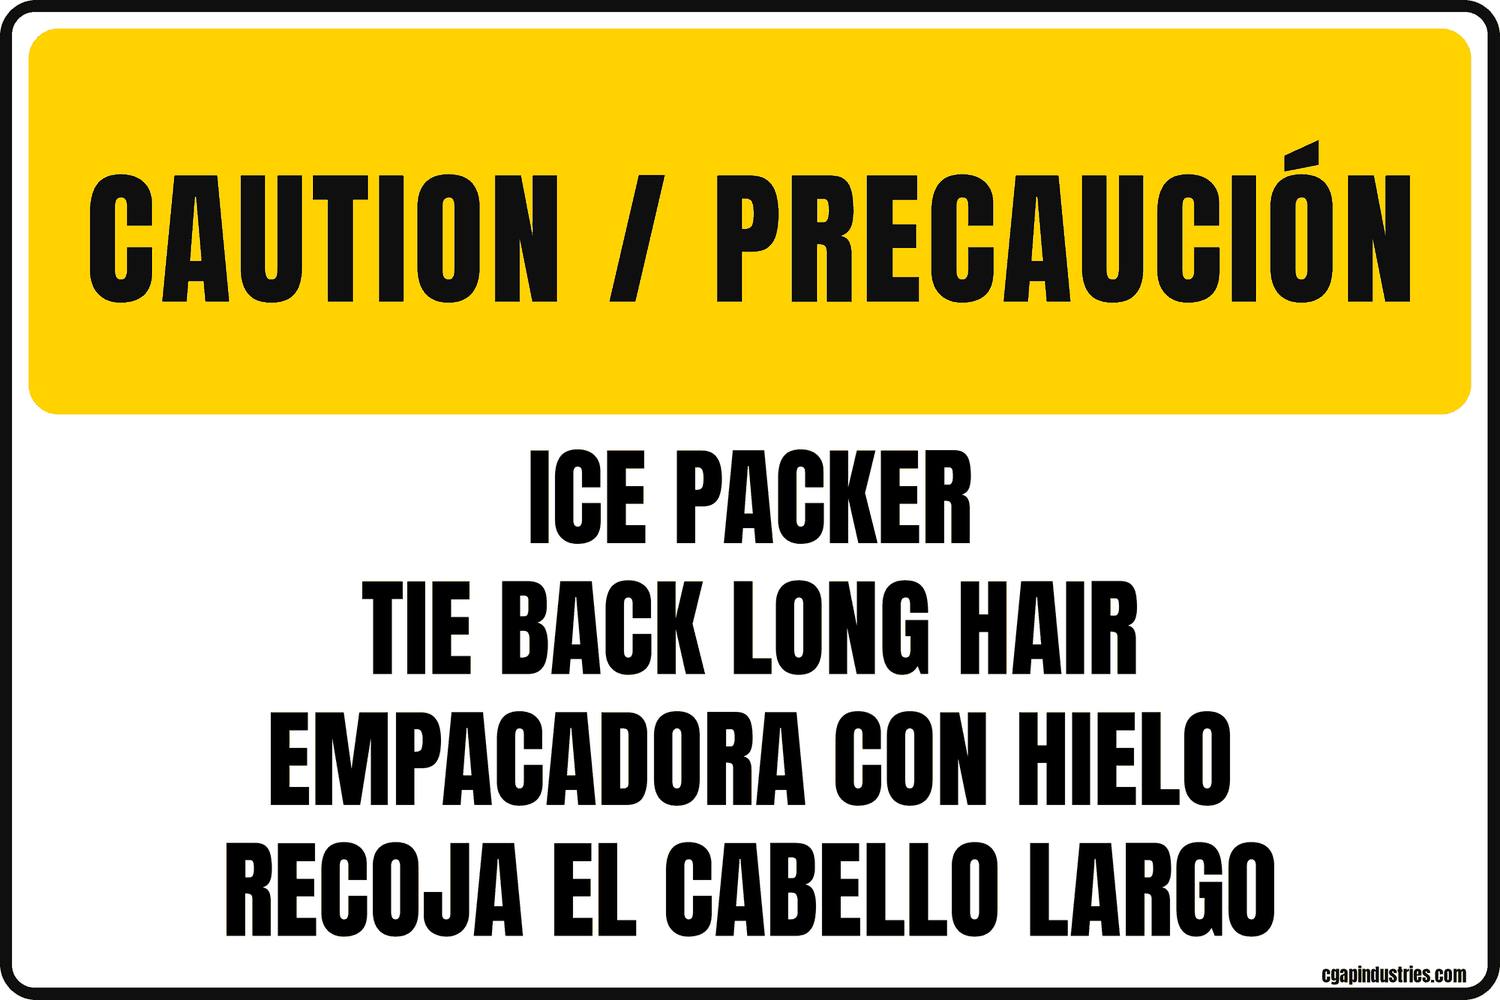 CAUTION / PRECAUCIÓN
ICE PACKER
TIE BACK LONG HAIR
EMPACADORA CON HIELO
RECOJA EL CABELLO LARGO
cgapindustries.com